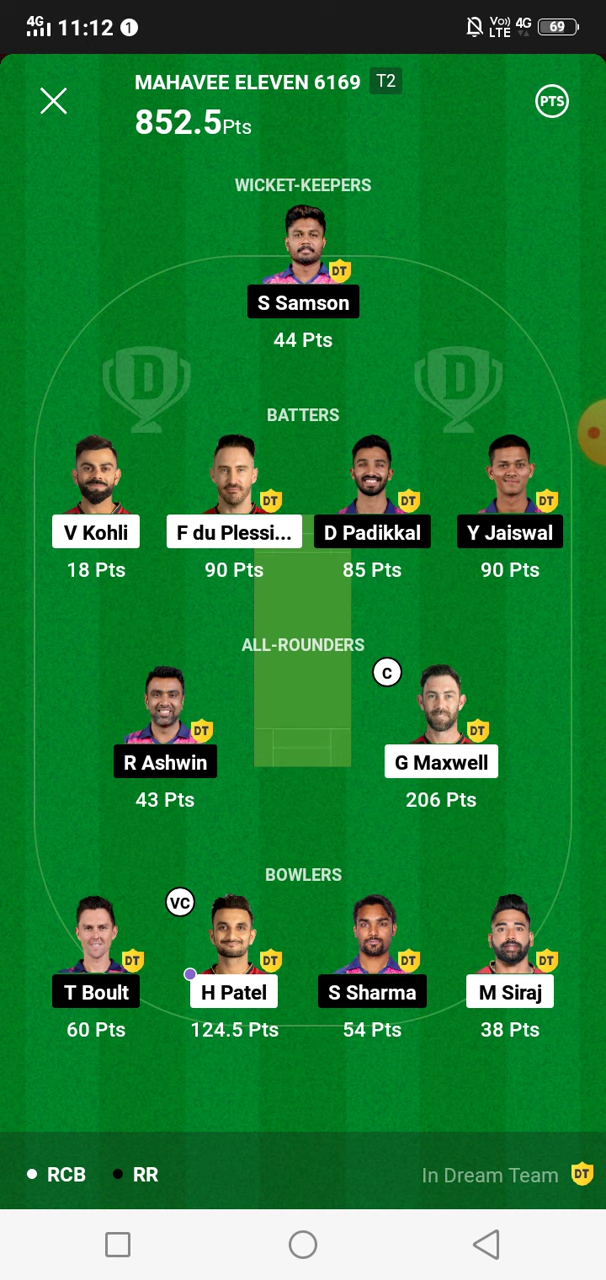 4G 11:12 1 Vo)) LTE 4G 69
MAHAVEE ELEVEN 6169 T2
852.5Pts
PTS
WICKET-KEEPERS
DT
S Samson
44 Pts
D D
BATTERS
DT DT DT
V Kohli F du Plessi... D Padikkal Y Jaiswal
18 Pts 90 Pts 85 Pts 90 Pts
ALL-ROUNDERS
C
DT DT
R Ashwin G Maxwell
43 Pts 206 Pts
BOWLERS
VC
DT DT DT DT
T Boult H Patel S Sharma M Siraj
60 Pts 124.5 Pts 54 Pts 38 Pts
RCB RR In Dream Team DT